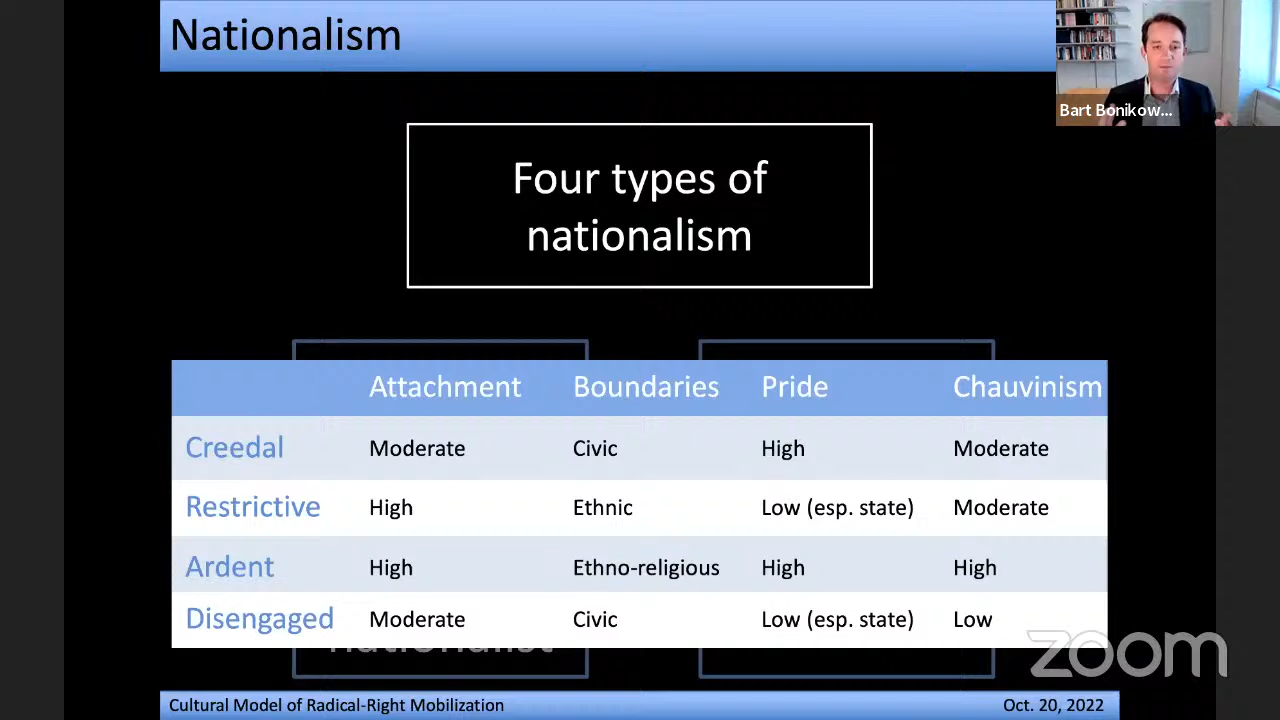 Nationalism
Bart Bonikow...
Four types of
nationalism
Attachment Boundaries Pride Chauvinism
Creedal Moderate Civic High Moderate
Restrictive High Ethnic Low (esp. state) Moderate
Ardent High Ethno-religious High High
Disengaged Moderate Civic Low (esp. state) Low
nationalist
zoom
Cultural Model of Radical-Right Mobilization Oct. 20, 2022